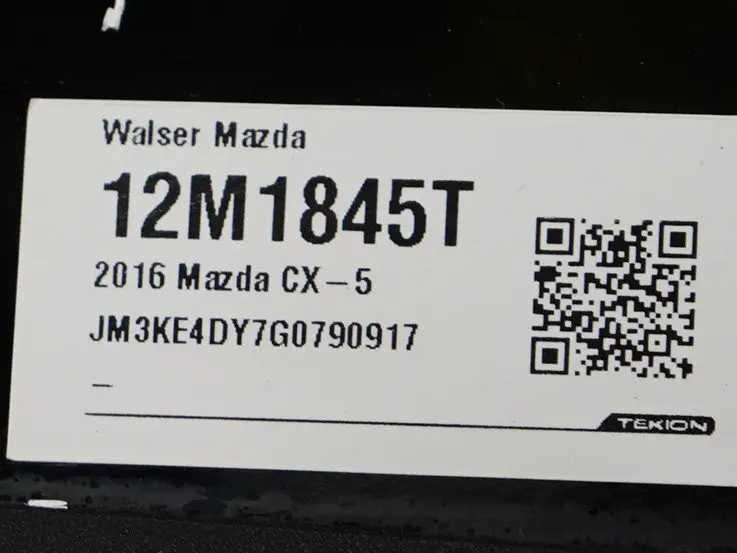 Walser Mazda
12M1845T
2016 Mazda CX-5
JM3KE4DY7G0790917
-
TEKION